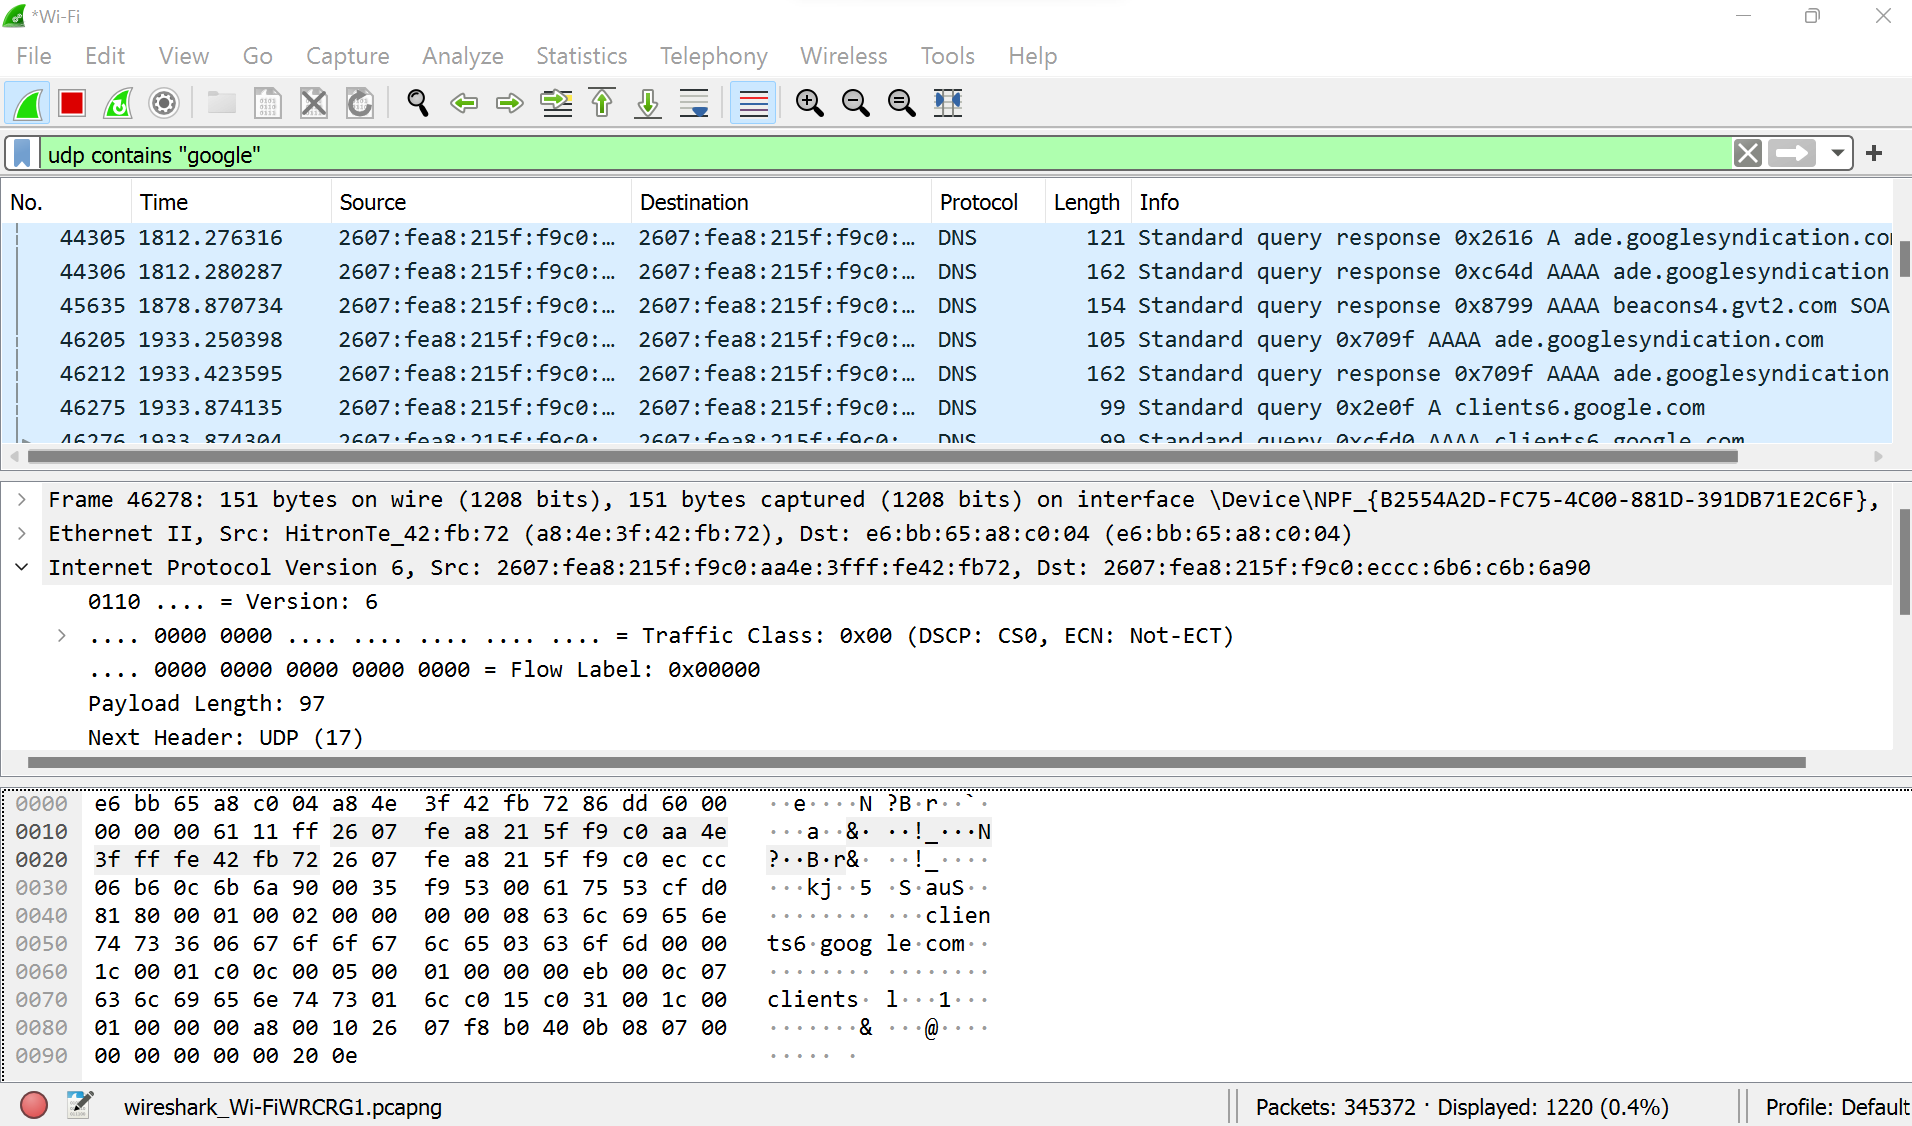 *Wi-Fi
File Edit View Go Capture Analyze Statistics Telephony Wireless Tools Help
udp contains "google"
No. Time Source Destination Protocol Length Info
44305 1812.276316 2607:fea8:215f:f9c0:… 2607:fea8:215f:f9c0:… DNS 121 Standard query response 0x2616 A ade.googlesyndication.co
44306 1812.280287 2607:fea8:215f:f9c0:… 2607:fea8:215f:f9c0:… DNS 162 Standard query response 0xc64d AAAA ade.googlesyndication
45635 1878.870734 2607:fea8:215f:f9c0:… 2607:fea8:215f:f9c0:… DNS 154 Standard query response 0x8799 AAAA beacons4.gvt2.com SOA
46205 1933.250398 2607:fea8:215f:f9c0:… 2607:fea8:215f:f9c0:… DNS 105 Standard query 0x709f AAAA ade.googlesyndication.com
46212 1933.423595 2607:fea8:215f:f9c0:… 2607:fea8:215f:f9c0:… DNS 162 Standard query response 0x709f AAAA ade.googlesyndication
46275 1933.874135 2607:fea8:215f:f9c0:… 2607:fea8:215f:f9c0:… DNS 99 Standard query 0x2e0f A clients6.google.com
46276 1933.874304 2607:fea8:215f:f9c0: 2607:fea8:215f:f9c0: DNS 99 Standard query 0xcfd0 AAAA clients6.google.com
Frame 46278: 151 bytes on wire (1208 bits), 151 bytes captured (1208 bits) on interface \Device\NPF_{B2554A2D-FC75-4C00-881D-391DB71E2C6F},
Ethernet II, Src: HitronTe_42:fb:72 (a8:4e:3f:42:fb:72), Dst: e6:bb:65:a8:c0:04 (e6:bb:65:a8:c0:04)
Internet Protocol Version 6, Src: 2607:fea8:215f:f9c0:aa4e:3fff:fe42:fb72, Dst: 2607:fea8:215f:f9c0:eccc:6b6:c6b:6a90
0110 .... = Version: 6
.... 0000 0000 .... .... .... .... .... = Traffic Class: 0x00 (DSCP: CS0, ECN: Not-ECT)
.... 0000 0000 0000 0000 0000 = Flow Label: 0x00000
Payload Length: 97
Next Header: UDP (17)
0000 e6 bb 65 a8 c0 04 a8 4e 3f 42 fb 72 86 dd 60 00 ··e····N ?B·r··`·
0010 00 00 00 61 11 ff 26 07 fe a8 21 5f f9 c0 aa 4e ···a··&· ··!_···N
0020 3f ff fe 42 fb 72 26 07 fe a8 21 5f f9 c0 ec cc ?··B·r&· ··!_····
0030 06 b6 0c 6b 6a 90 00 35 f9 53 00 61 75 53 cf d0 ···kj··5 ·S·auS··
0040 81 80 00 01 00 02 00 00 00 00 08 63 6c 69 65 6e ········ ···clien
0050 74 73 36 06 67 6f 6f 67 6c 65 03 63 6f 6d 00 00 ts6·goog le·com··
0060 1c 00 01 c0 0c 00 05 00 01 00 00 00 eb 00 0c 07 ········ ········
0070 63 6c 69 65 6e 74 73 01 6c c0 15 c0 31 00 1c 00 clients· l···1···
0080 01 00 00 00 a8 00 10 26 07 f8 b0 40 0b 08 07 00 ·······& ···@····
0090 00 00 00 00 00 20 0e ····· ·
wireshark_Wi-FiWRCRG1.pcapng Packets: 345372 · Displayed: 1220 (0.4%) Profile: Default